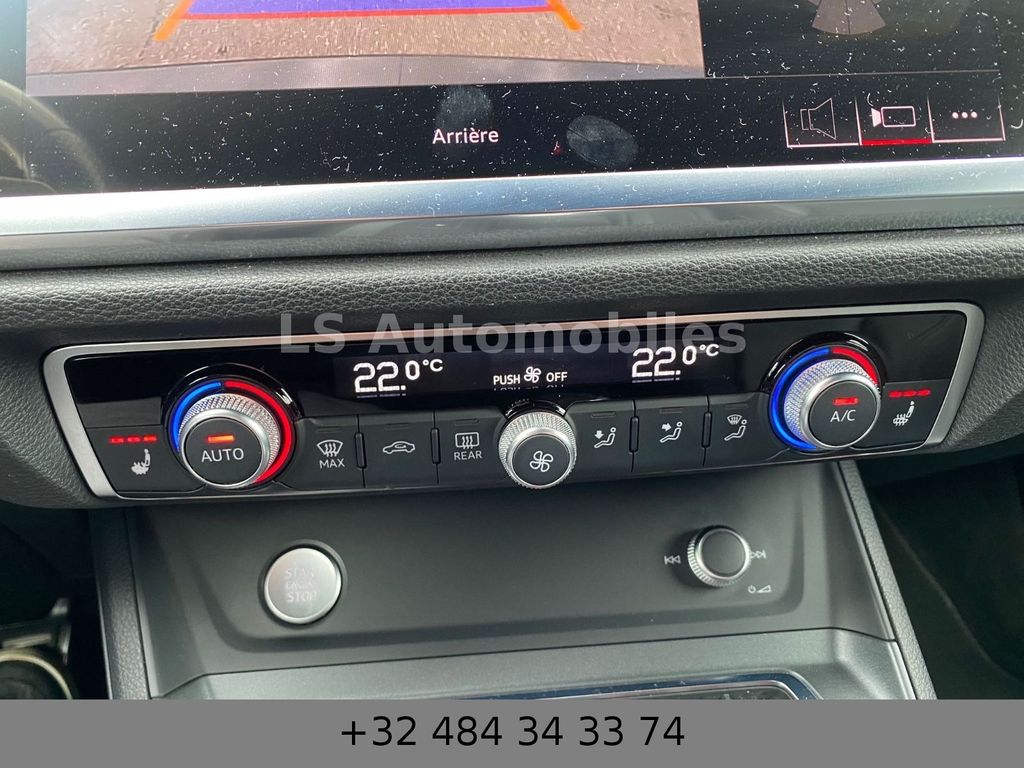 Arrière
LS Automobiles
22.0°C
PUSH OFF
22.0°C
AUTO
MAX
REAR
A/C
START
ENGINE
STOP
+32 484 34 33 74